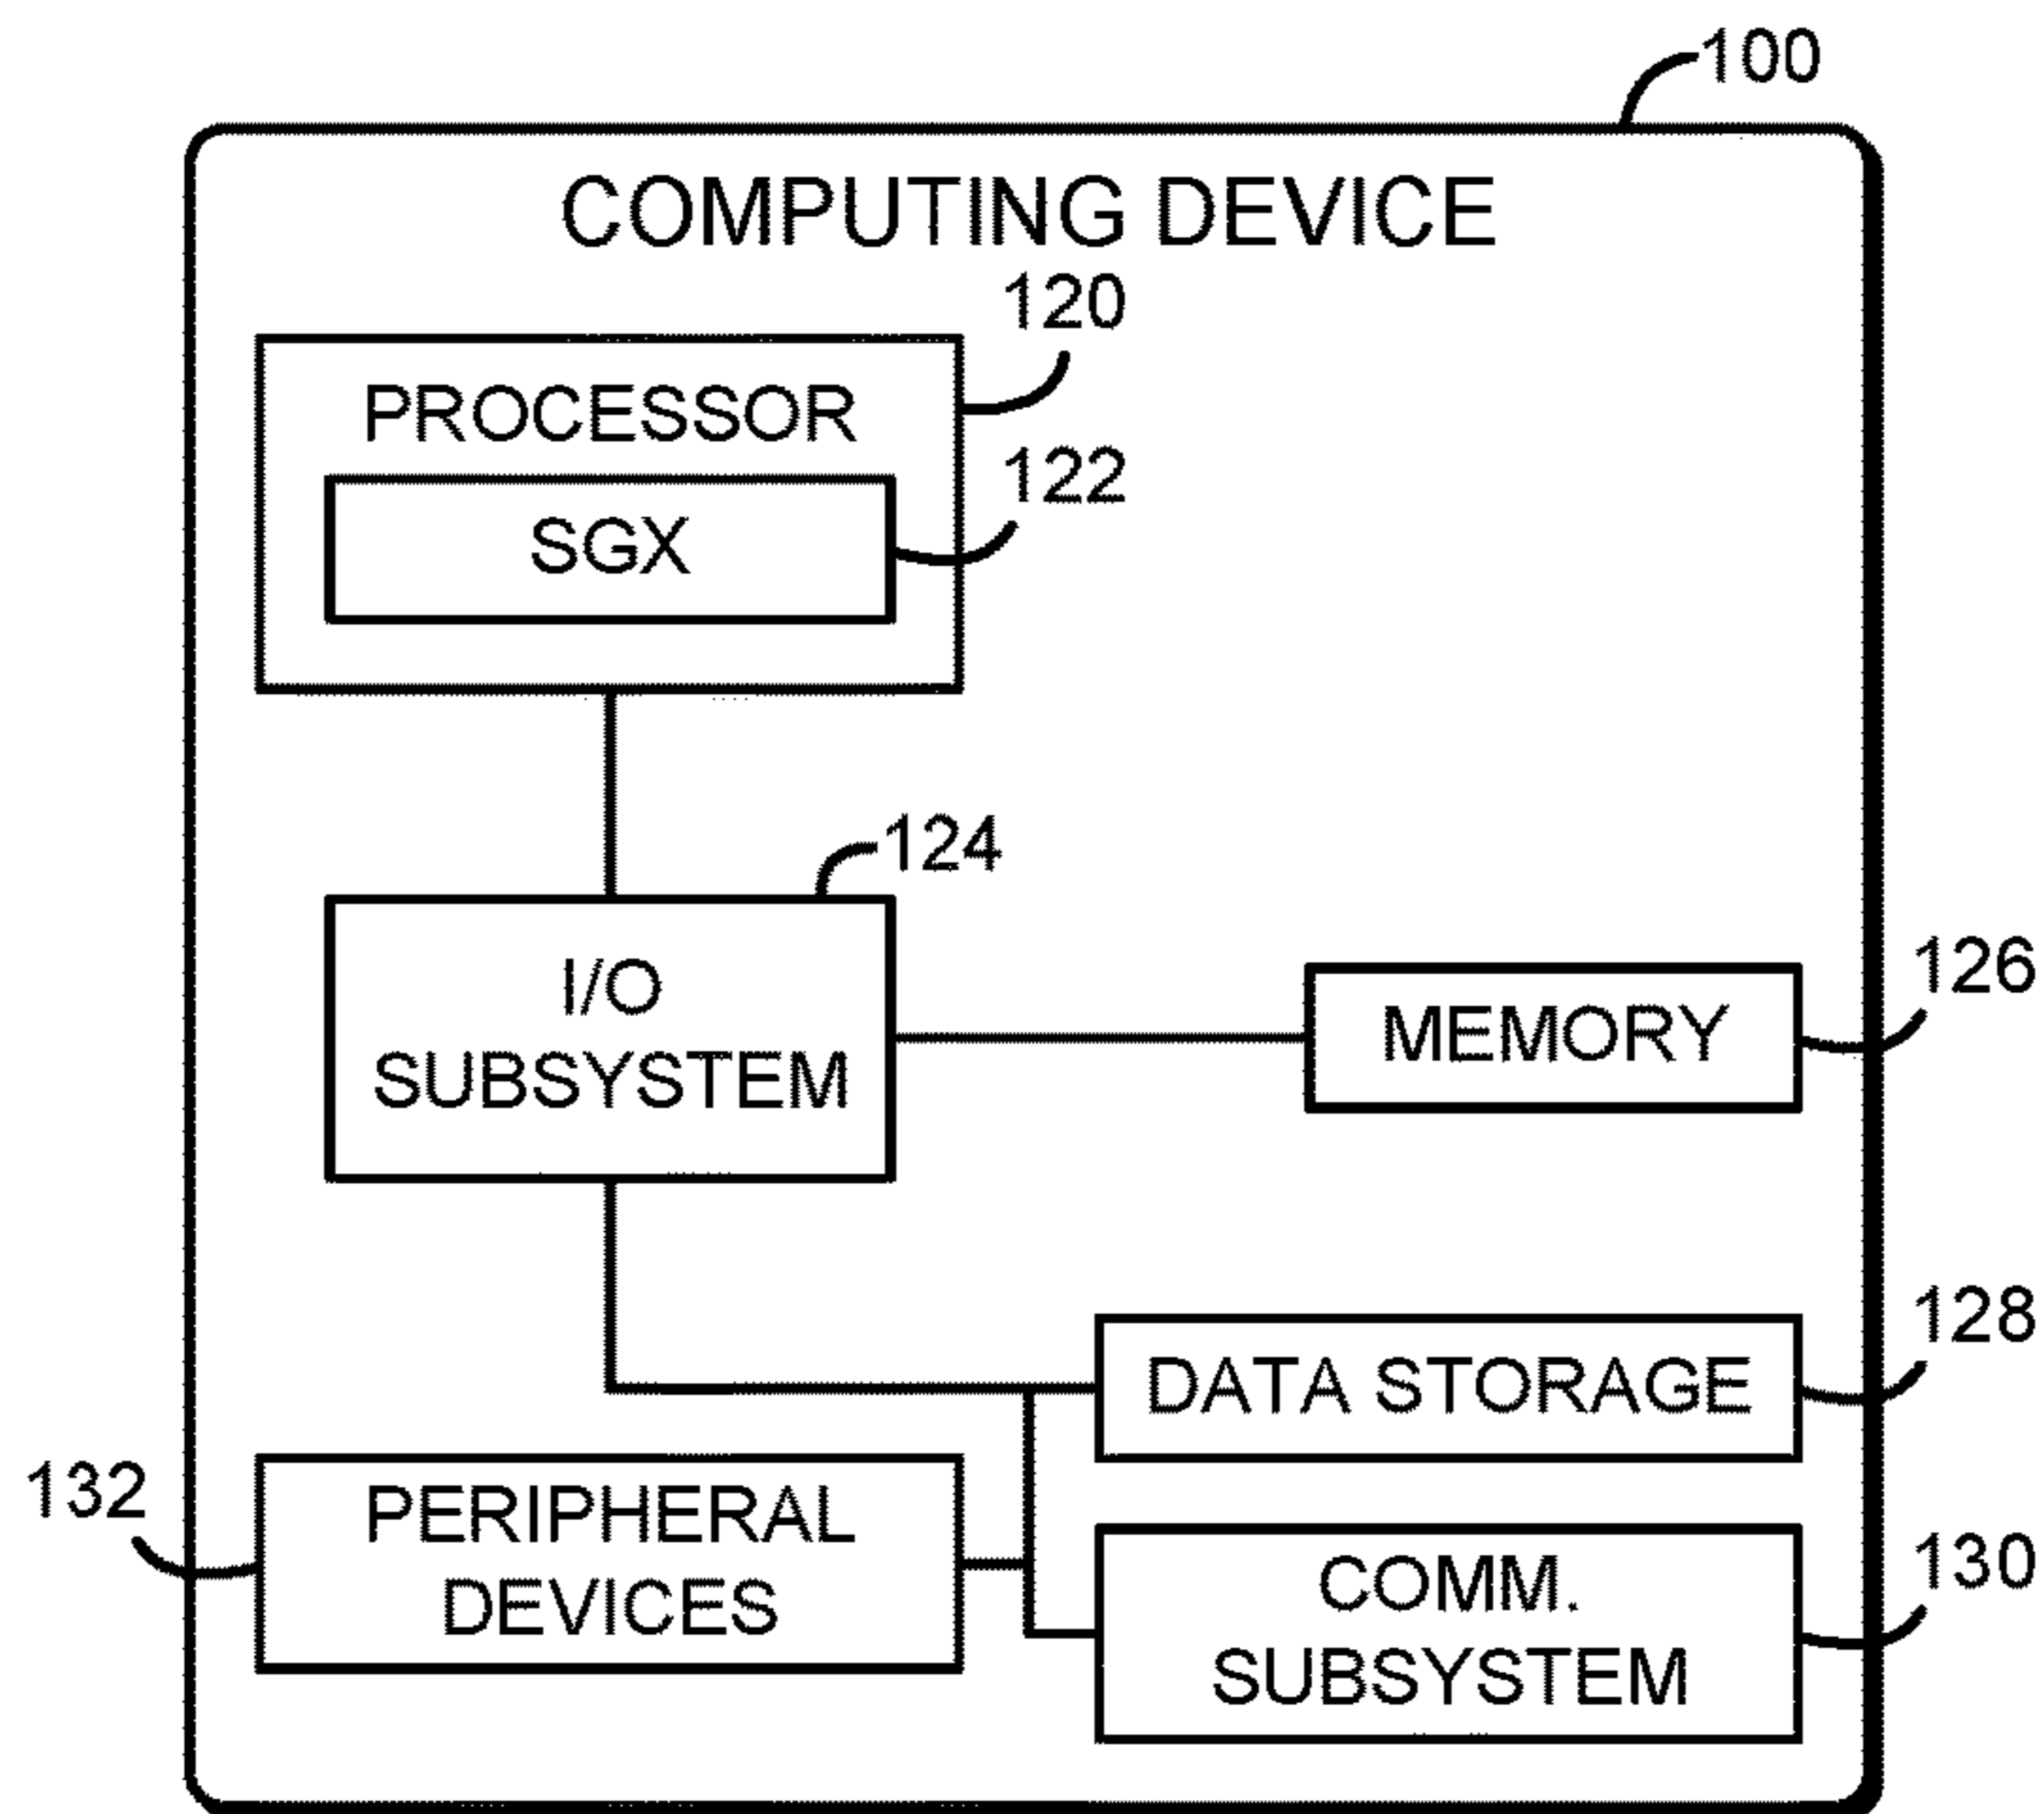 100
COMPUTING DEVICE
120
PROCESSOR
122
SGX
124
I/O
SUBSYSTEM
126
MEMORY
128
DATA STORAGE
132
PERIPHERAL
DEVICES
130
COMM.
SUBSYSTEM